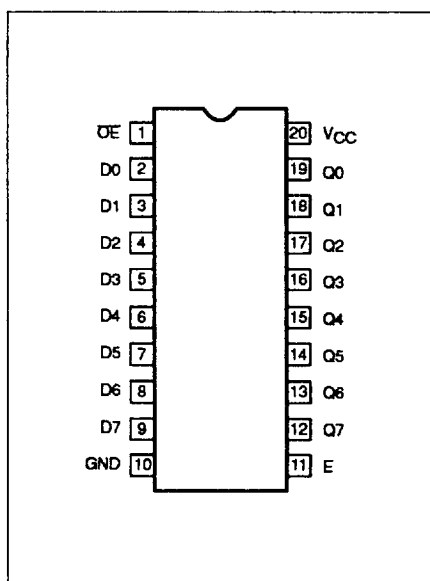 O̅E̅ 1 20 VCC
D0 2 19 Q0
D1 3 18 Q1
D2 4 17 Q2
D3 5 16 Q3
D4 6 15 Q4
D5 7 14 Q5
D6 8 13 Q6
D7 9 12 Q7
GND 10 11 E